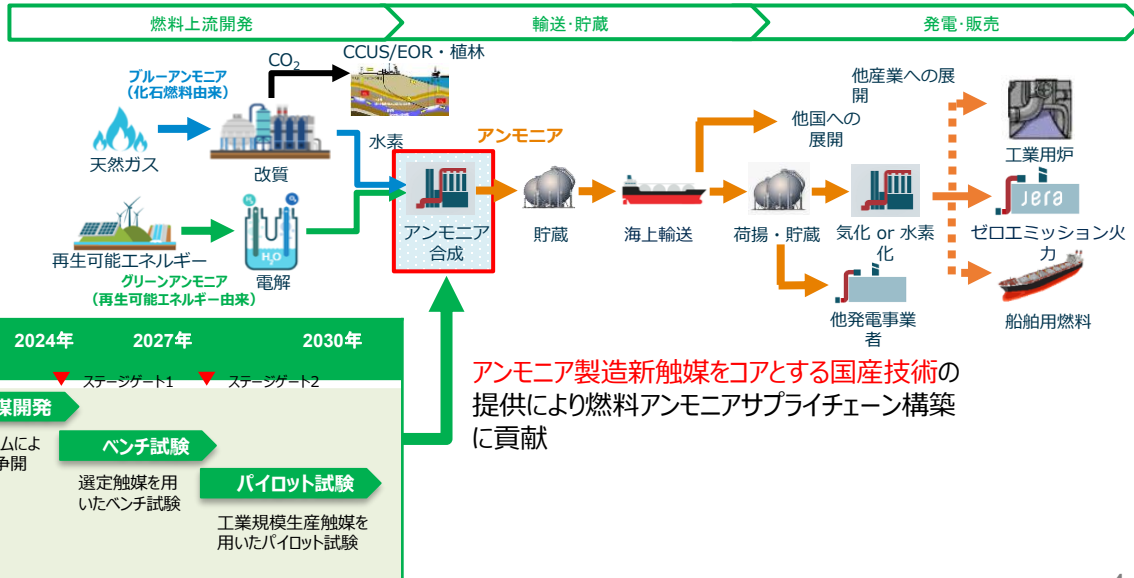 燃料上流開発
輸送･貯蔵
発電･販売
CO2
CCUS/EOR・植林
ブルーアンモニア
（化石燃料由来）
天然ガス
改質
水素
アンモニア
他国への
展開
他産業への展
開
工業用炉
再生可能エネルギー
グリーンアンモニア
（再生可能エネルギー由来）
H2O
電解
アンモニア
合成
貯蔵
海上輸送
荷揚・貯蔵
気化 or 水素
化
Jera
ゼロエミッション火
力
他発電事業
者
船舶用燃料
2024年
2027年
2030年
ステージゲート1
ステージゲート2
媒開発
ムによ
争開
ベンチ試験
選定触媒を用
いたベンチ試験
パイロット試験
工業規模生産触媒を
用いたパイロット試験
アンモニア製造新触媒をコアとする国産技術の
提供により燃料アンモニアサプライチェーン構築
に貢献